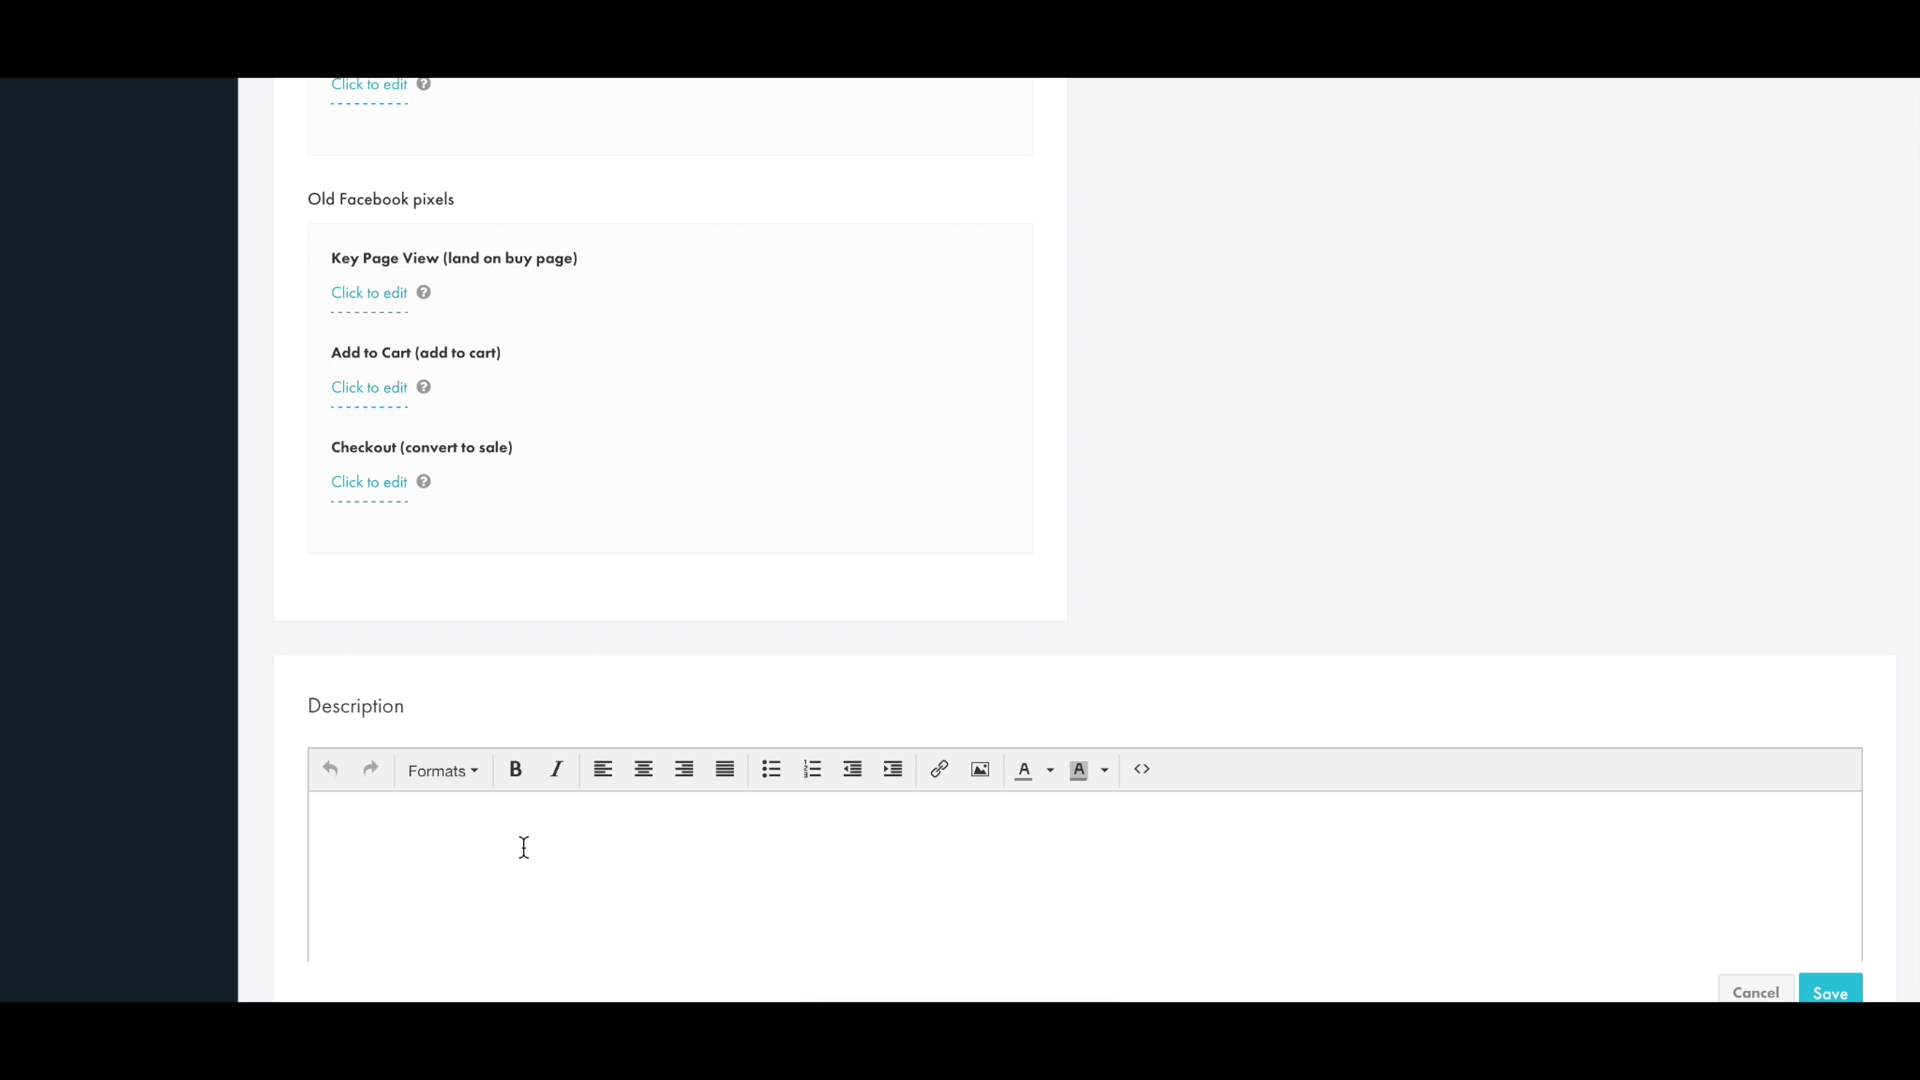 Click to edit
Old Facebook pixels
Key Page View (land on buy page)
Click to edit
Add to Cart (add to cart)
Click to edit
Checkout (convert to sale)
Click to edit
Description
Formats
Cancel Save